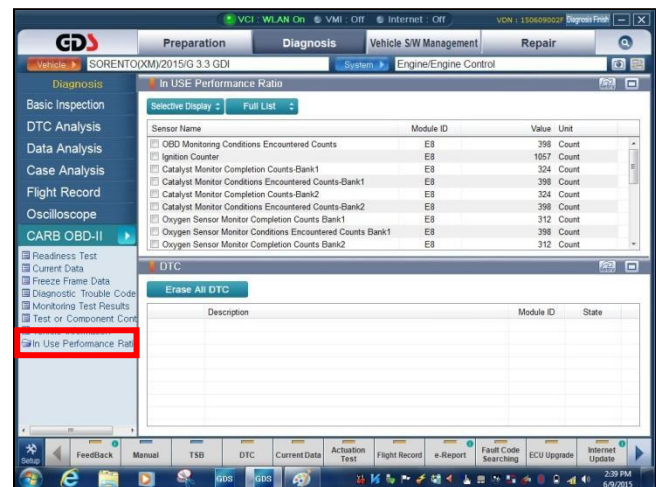 VCI : WLAN On VMI : Off Internet : Off VDN : 150609002F Diagnosis Finish
GDS Preparation Diagnosis Vehicle S/W Management Repair
Vehicle SORENTO(XM)/2015/G 3.3 GDI System Engine/Engine Control
Diagnosis
Basic Inspection
DTC Analysis
Data Analysis
Case Analysis
Flight Record
Oscilloscope
CARB OBD-II
Readiness Test
Current Data
Freeze Frame Data
Diagnostic Trouble Code
Monitoring Test Results
Test or Component Cont
In Use Performance Rati
In USE Performance Ratio
Selective Display Full List
Sensor Name Module ID Value Unit
OBD Monitoring Conditions Encountered Counts E8 398 Count
Ignition Counter E8 1057 Count
Catalyst Monitor Completion Counts-Bank1 E8 324 Count
Catalyst Monitor Conditions Encountered Counts-Bank1 E8 398 Count
Catalyst Monitor Completion Counts-Bank2 E8 324 Count
Catalyst Monitor Conditions Encountered Counts-Bank2 E8 398 Count
Oxygen Sensor Monitor Completion Counts Bank1 E8 312 Count
Oxygen Sensor Monitor Conditions Encountered Counts Bank1 E8 398 Count
Oxygen Sensor Monitor Completion Counts Bank2 E8 312 Count
DTC
Erase All DTC
Description Module ID State
Setup FeedBack Manual TSB DTC Current Data Actuation Test Flight Record e-Report Fault Code Searching ECU Upgrade Internet Update
GDS GDS 2:39 PM
6/9/2015